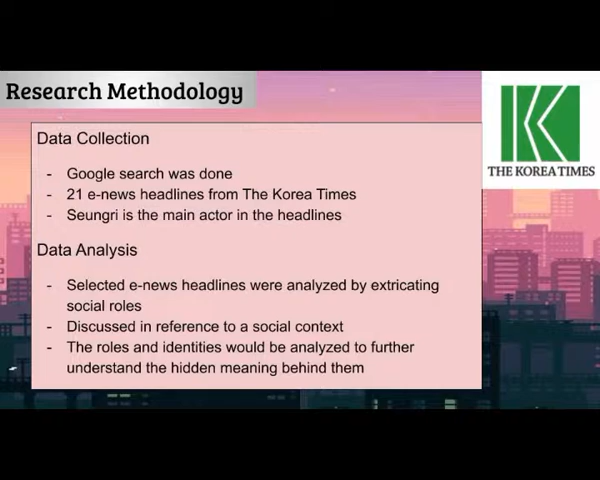 Research Methodology
THE KOREA TIMES
Data Collection
- Google search was done
- 21 e-news headlines from The Korea Times
- Seungri is the main actor in the headlines
Data Analysis
- Selected e-news headlines were analyzed by extricating
social roles
- Discussed in reference to a social context
- The roles and identities would be analyzed to further
understand the hidden meaning behind them